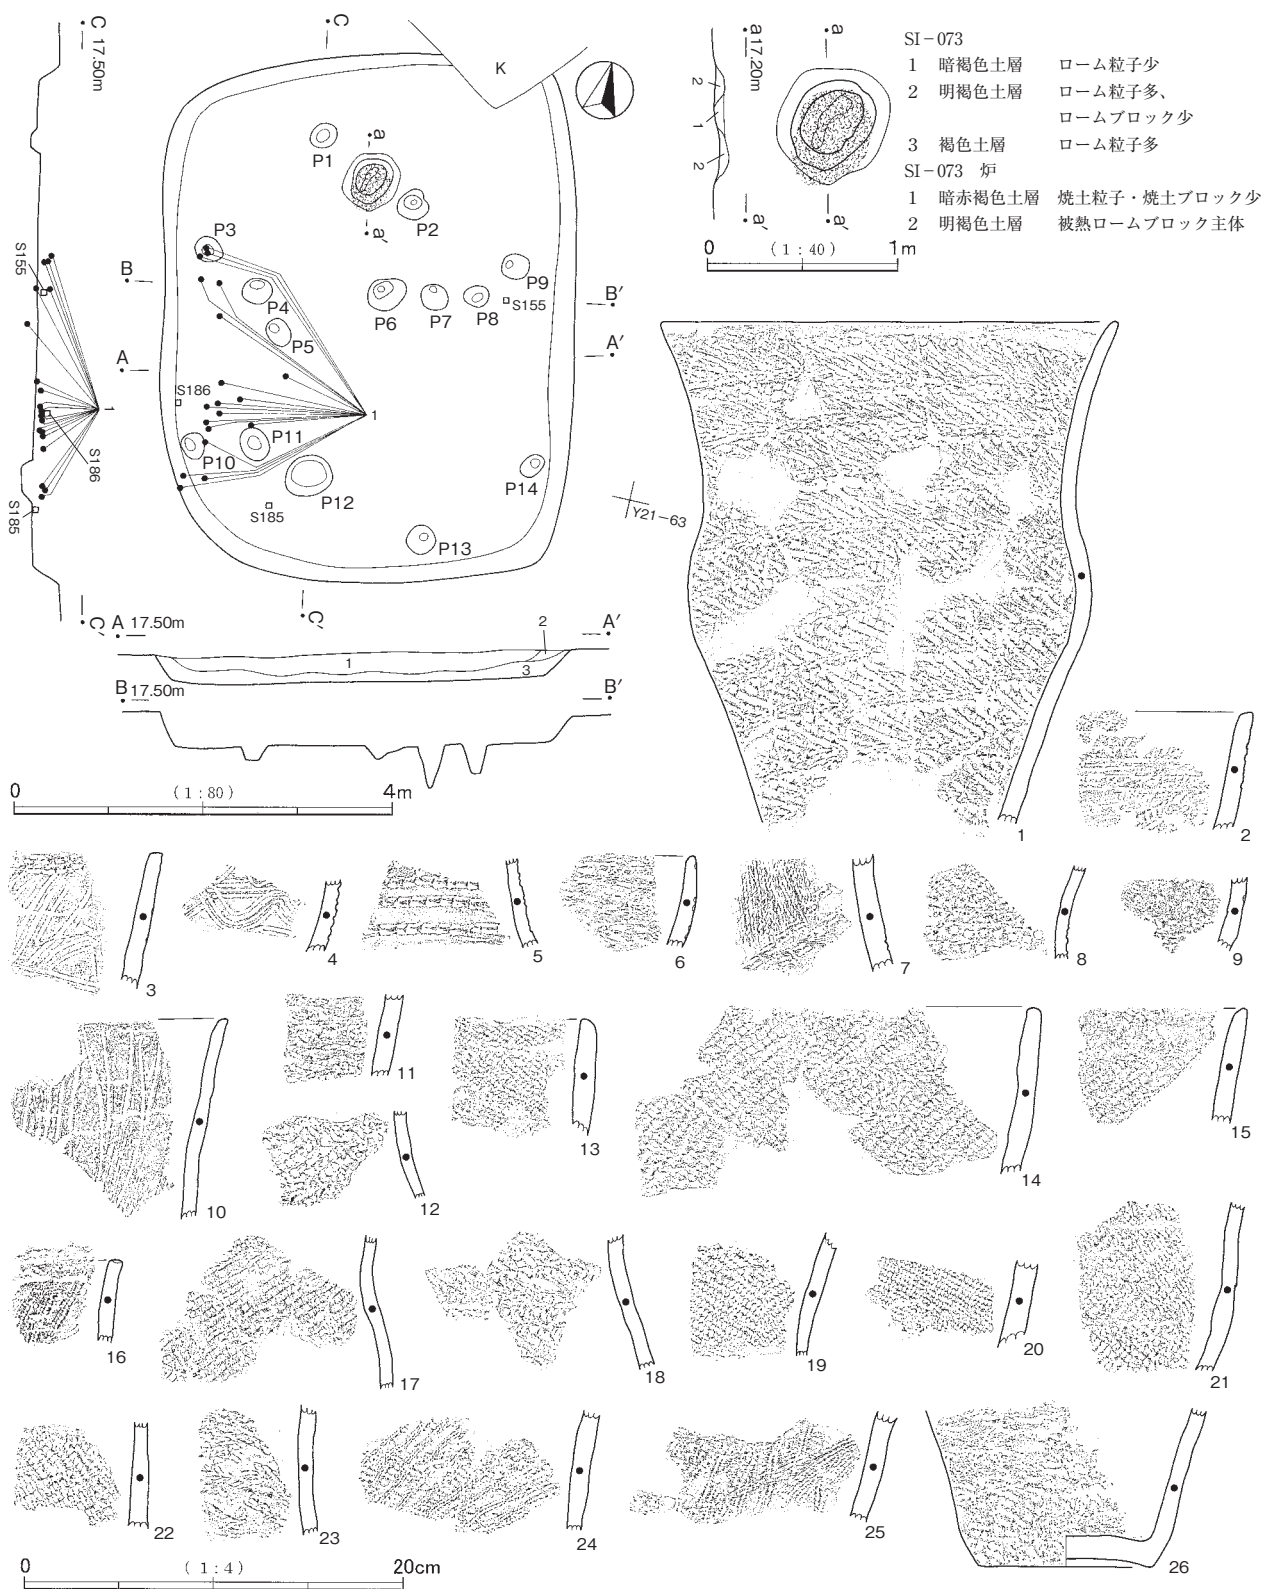 C 17.50m
C
K
a
P1
P2
a′
P3
S155
B
P4
P5
P6
P7
P8
P9
S155
B′
A
A′
S186
1
1
P10
P11
P12
S186
S185
S185
P14
P13
Y21-63
C′
C′
A 17.50m
A′
1
2
3
B 17.50m
B′
0 (1:80) 4m
a 17.20m
a
2
1
2
a′
a′
0 (1:40) 1m
SI-073
1 暗褐色土層 ローム粒子少
2 明褐色土層 ローム粒子多、
ロームブロック少
3 褐色土層 ローム粒子多
SI-073 炉
1 暗赤褐色土層 焼土粒子・焼土ブロック少
2 明褐色土層 被熱ロームブロック主体
1
2
3
4
5
6
7
8
9
10
11
12
13
14
15
16
17
18
19
20
21
22
23
24
25
26
0 (1:4) 20cm